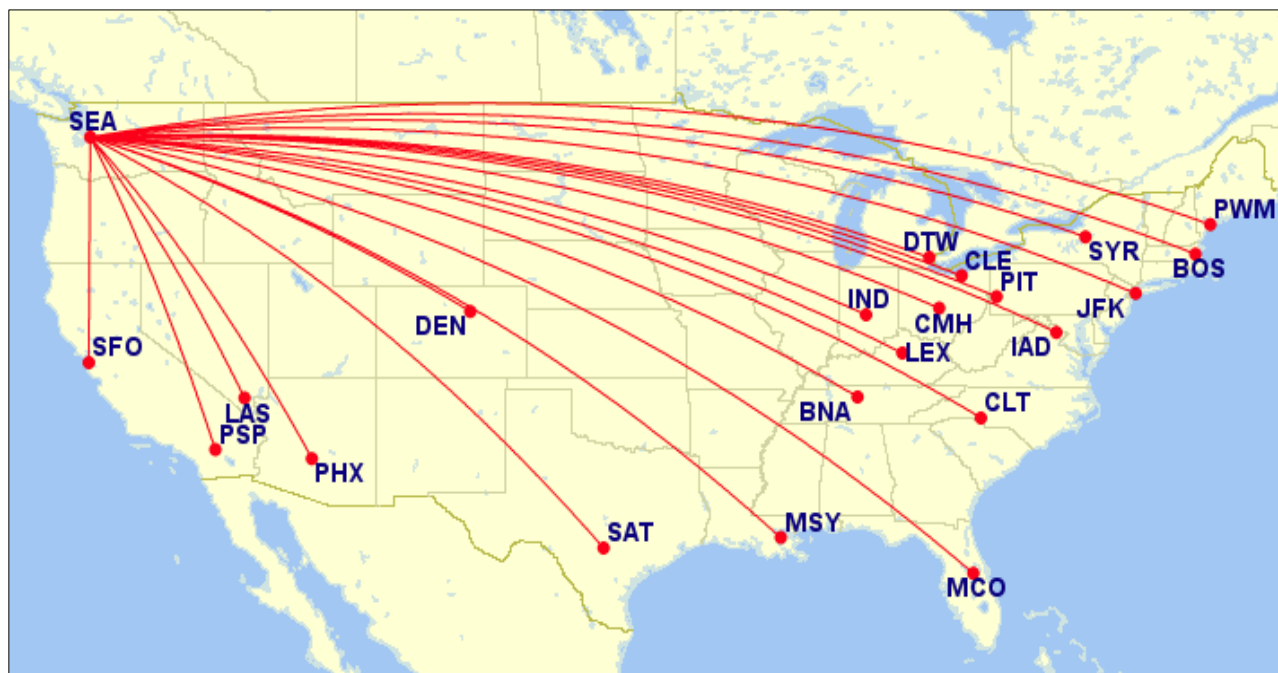 SEA
PWM
DTW
SYR
CLE
BOS
PIT
IND
JFK
CMH
DEN
IAD
SFO
LEX
LAS
BNA
CLT
PSP
PHX
MSY
SAT
MCO